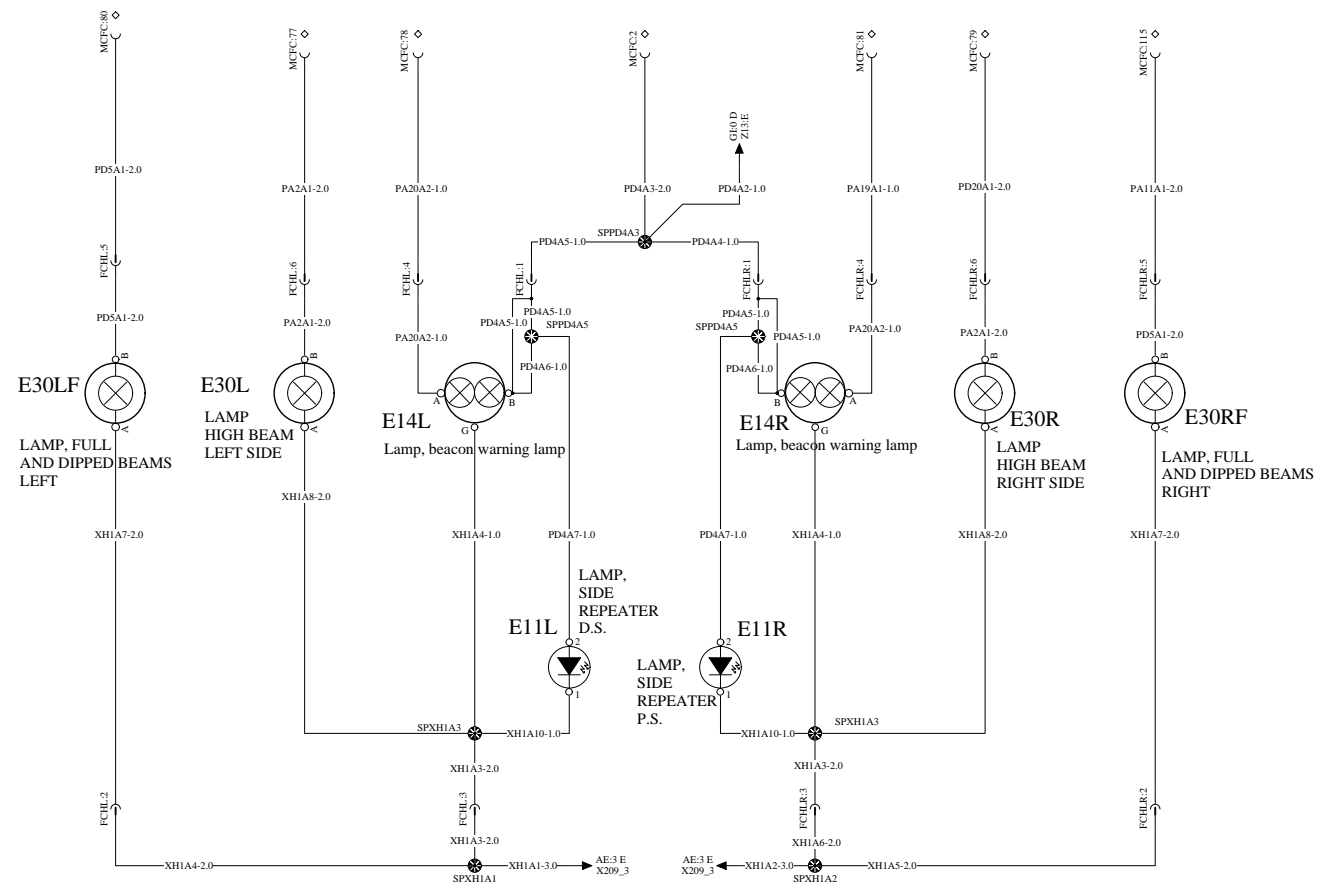 MCFC:80
MCFC:77
MCFC:78
MCFC:2
MCFC:81
MCFC:79
MCFC:115
GI:0 D
Z13:E
PD5A1-2.0
PA2A1-2.0
PA20A2-1.0
PD4A3-2.0
PD4A2-1.0
PA19A1-1.0
PD20A1-2.0
PA11A1-2.0
SPPD4A3
PD4A5-1.0
PD4A4-1.0
FCHL:5
FCHL:6
FCHL:4
FCHL:1
FCHLR:1
FCHLR:4
FCHLR:6
FCHLR:5
PD5A1-2.0
PA2A1-2.0
PA20A2-1.0
PD4A5-1.0
PD4A5-1.0
SPPD4A5
PD4A6-1.0
PD4A5-1.0
SPPD4A5
PD4A5-1.0
PD4A6-1.0
PA20A2-1.0
PA2A1-2.0
PD5A1-2.0
B
B
B
B
E30LF
E30L
E14L
A
B
G
E14R
B
A
G
E30R
E30RF
A
A
A
A
LAMP, FULL
AND DIPPED BEAMS
LEFT
LAMP
HIGH BEAM
LEFT SIDE
Lamp, beacon warning lamp
Lamp, beacon warning lamp
LAMP
HIGH BEAM
RIGHT SIDE
LAMP, FULL
AND DIPPED BEAMS
RIGHT
XH1A8-2.0
XH1A7-2.0
XH1A4-1.0
PD4A7-1.0
PD4A7-1.0
XH1A4-1.0
XH1A8-2.0
XH1A7-2.0
LAMP,
SIDE
REPEATER
D.S.
E11L
2
1
E11R
2
1
LAMP,
SIDE
REPEATER
P.S.
SPXH1A3
XH1A10-1.0
XH1A10-1.0
SPXH1A3
XH1A3-2.0
XH1A3-2.0
FCHL:2
FCHL:3
FCHLR:3
FCHLR:2
XH1A3-2.0
XH1A6-2.0
XH1A4-2.0
XH1A1-3.0
AE:3 E
X209_3
AE:3 E
X209_3
XH1A2-3.0
XH1A5-2.0
SPXH1A1
SPXH1A2